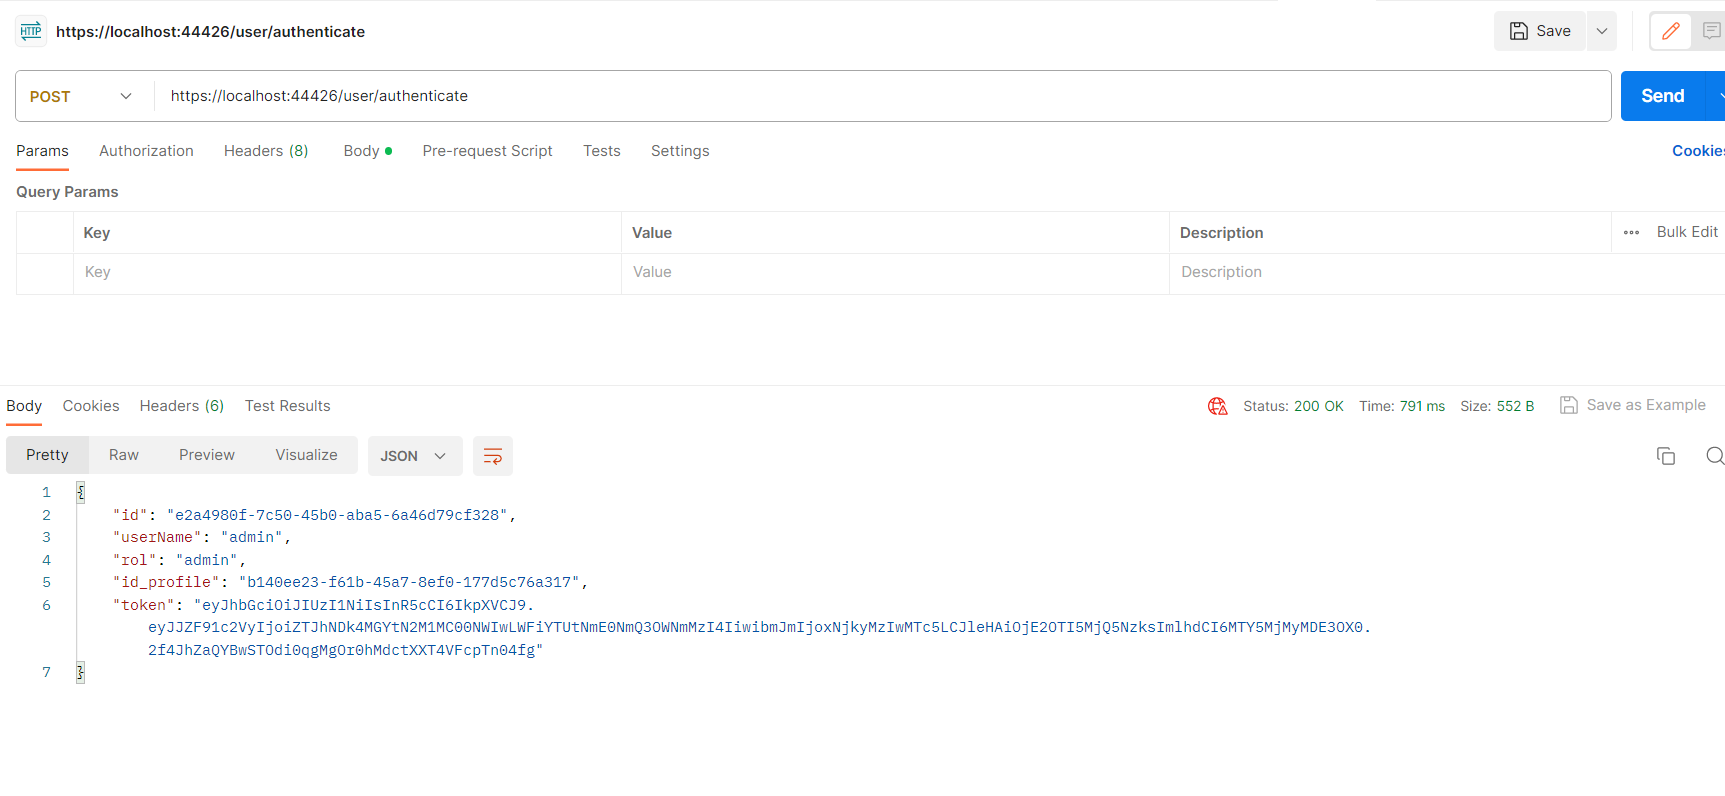 HTTP https://localhost:44426/user/authenticate Save
POST https://localhost:44426/user/authenticate Send
Params Authorization Headers (8) Body Pre-request Script Tests Settings Cookies
Query Params
Key Value Description Bulk Edit
Key Value Description
Body Cookies Headers (6) Test Results Status: 200 OK Time: 791 ms Size: 552 B Save as Example
Pretty Raw Preview Visualize JSON
1 {
2 "id": "e2a4980f-7c50-45b0-aba5-6a46d79cf328",
3 "userName": "admin",
4 "rol": "admin",
5 "id_profile": "b140ee23-f61b-45a7-8ef0-177d5c76a317",
6 "token": "eyJhbGciOiJIUzI1NiIsInR5cCI6IkpXVCJ9.
eyJJZF91c2VyIjoiZTJhNDk4MGYtN2M1MC00NWIwLWFiYTUtNmE0NmQ3OWNmMzI4IiwibmJmIjoxNjkyMzIwMTc5LCJleHAiOjE2OTI5MjQ5NzksImlhdCI6MTY5MjMyMDE3OX0.
2f4JhZaQYBwSTOdi0qgMgOr0hMdctXXT4VFcpTn04fg"
7 }